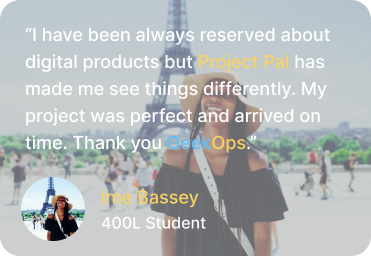 “I have been always reserved about
digital products but Project Pal has
made me see things differently. My
project was perfect and arrived on
time. Thank you GeekOps.”
Ime Bassey
400L Student